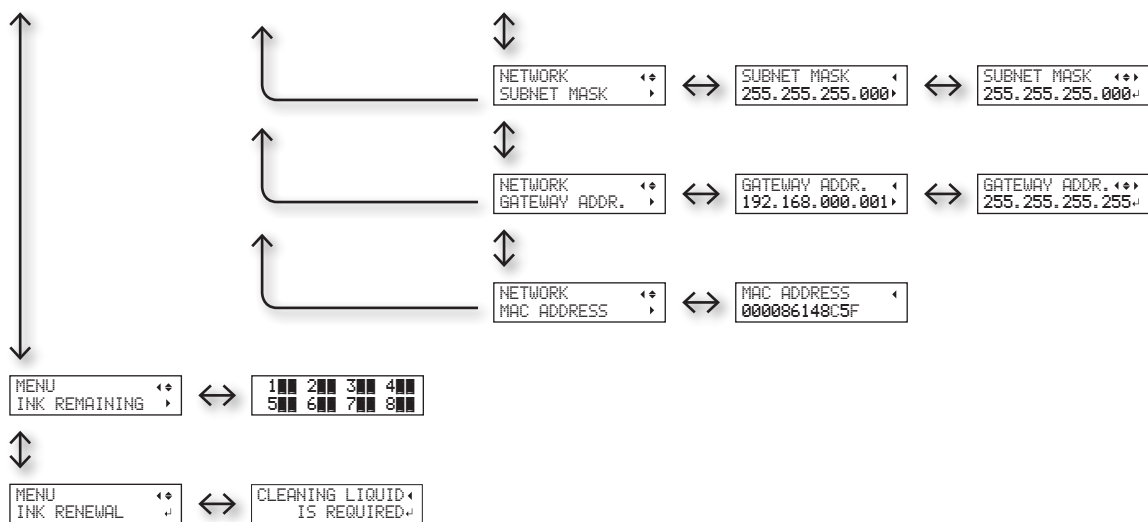 NETWORK ◂♦
SUBNET MASK ▸
SUBNET MASK ◂
255.255.255.000▸
SUBNET MASK ◂♦▸
255.255.255.000↵
NETWORK ◂♦
GATEWAY ADDR. ▸
GATEWAY ADDR. ◂
192.168.000.001▸
GATEWAY ADDR.◂♦▸
255.255.255.255↵
NETWORK ◂♦
MAC ADDRESS ▸
MAC ADDRESS ◂
000086148C5F
MENU ◂♦
INK REMAINING ▸
1██ 2██ 3██ 4██
5██ 6██ 7██ 8██
MENU ◂♦
INK RENEWAL ↵
CLEANING LIQUID◂
IS REQUIRED↵